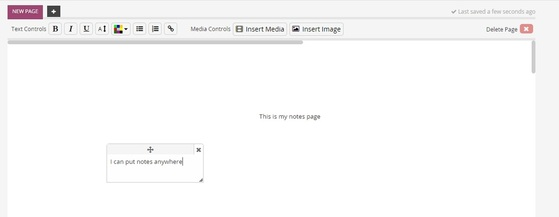 NEW PAGE
Last saved a few seconds ago
Text Controls B I U A Media Controls Insert Media Insert Image Delete Page
This is my notes page
I can put notes anywhere